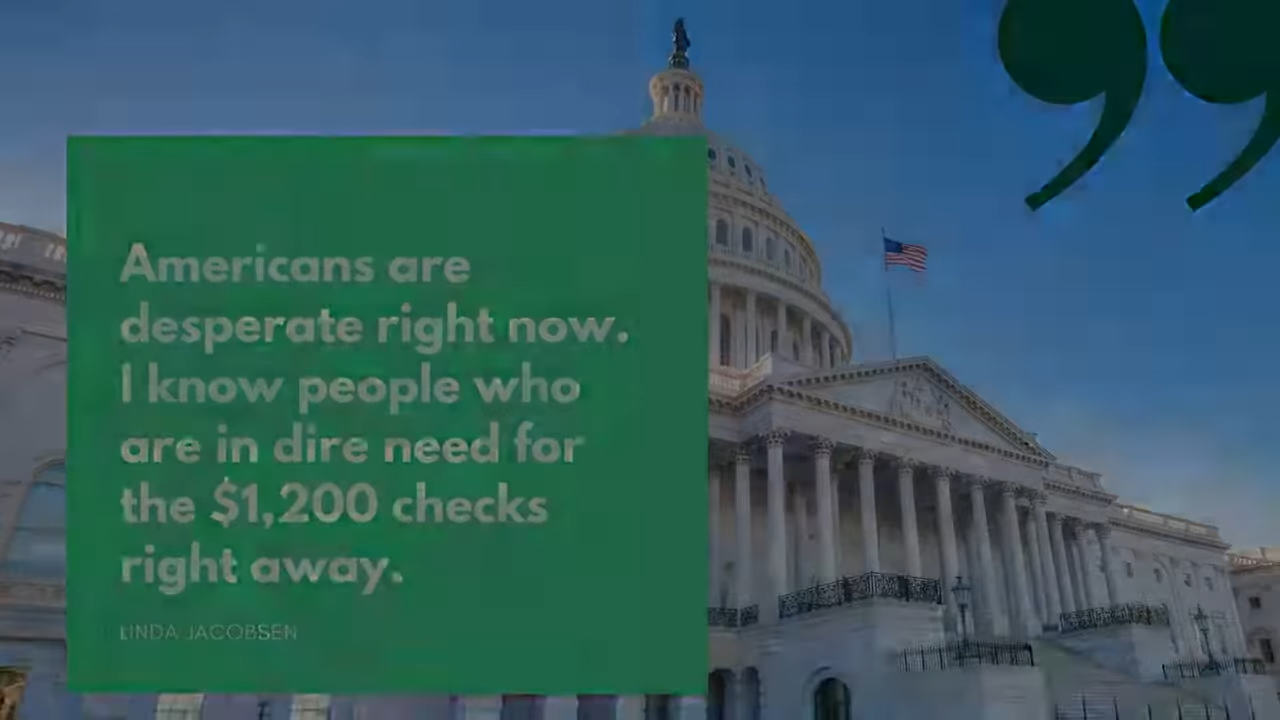 Americans are
desperate right now.
I know people who
are in dire need for
the $1,200 checks
right away.
LINDA JACOBSEN